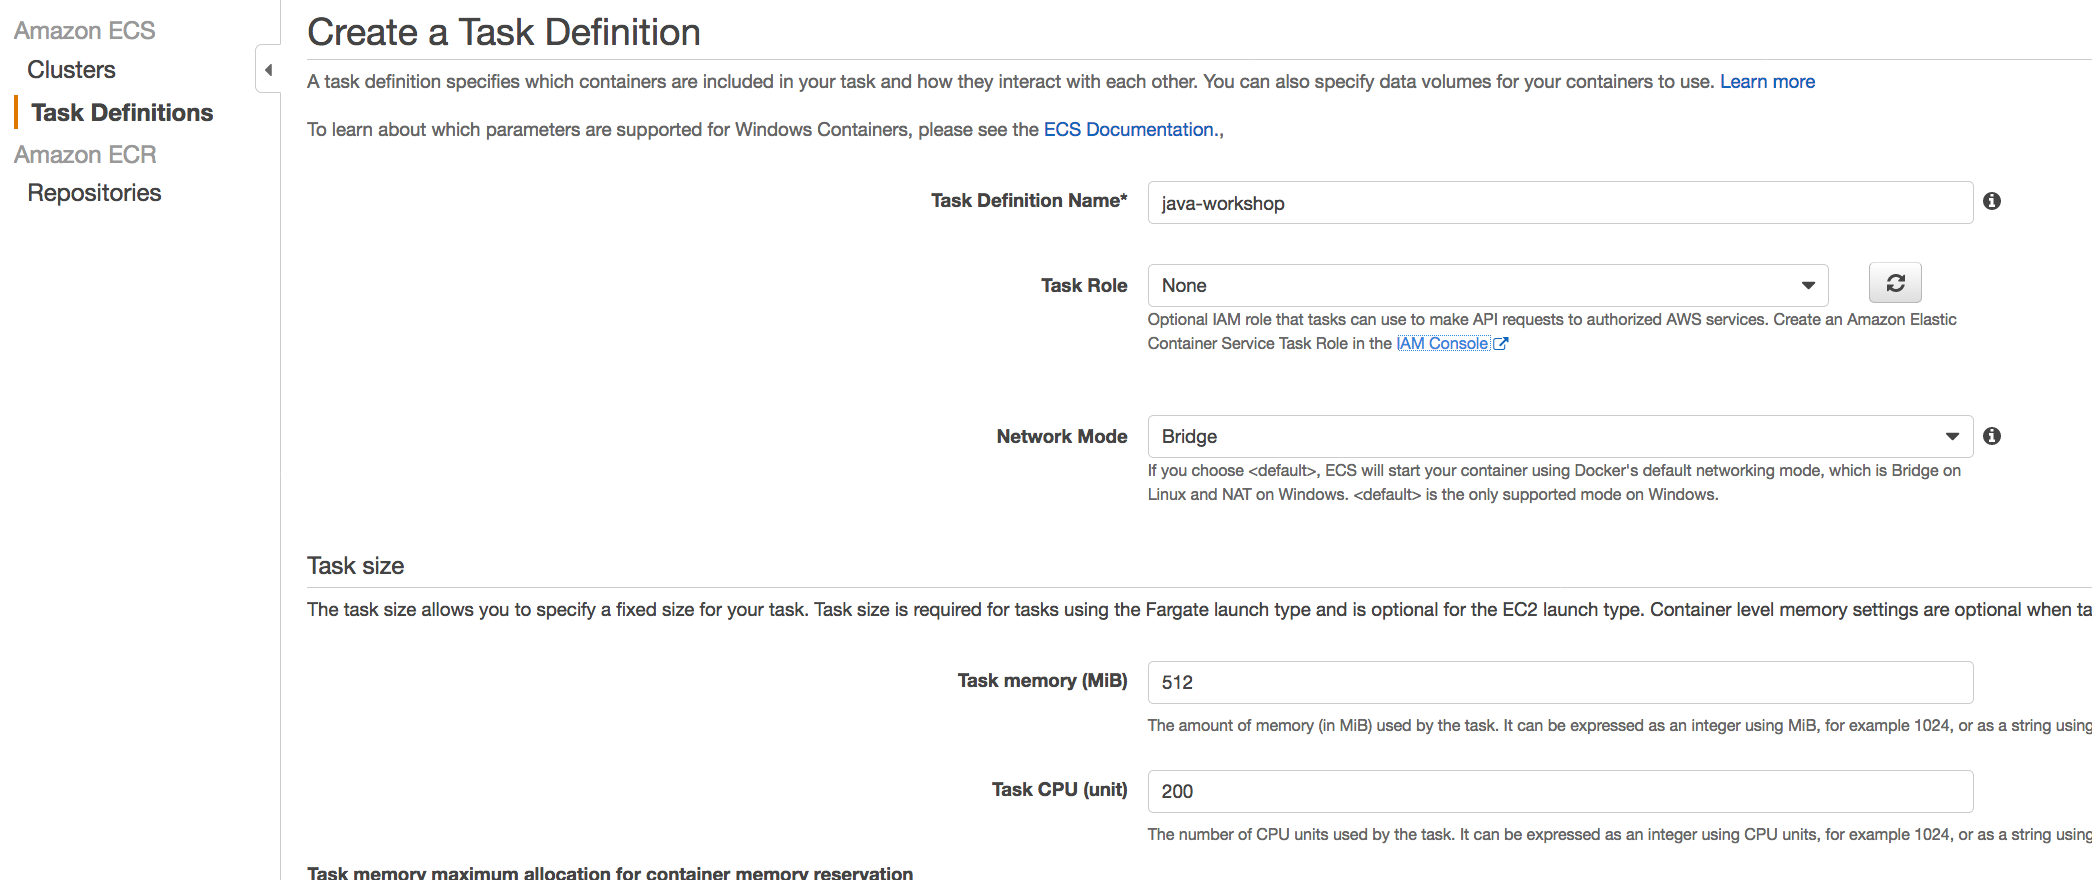 Amazon ECS
Clusters
Task Definitions
Amazon ECR
Repositories
Create a Task Definition
A task definition specifies which containers are included in your task and how they interact with each other. You can also specify data volumes for your containers to use. Learn more
To learn about which parameters are supported for Windows Containers, please see the ECS Documentation.,
Task Definition Name*
java-workshop
Task Role
None
Optional IAM role that tasks can use to make API requests to authorized AWS services. Create an Amazon Elastic
Container Service Task Role in the IAM Console
Network Mode
Bridge
If you choose <default>, ECS will start your container using Docker's default networking mode, which is Bridge on
Linux and NAT on Windows. <default> is the only supported mode on Windows.
Task size
The task size allows you to specify a fixed size for your task. Task size is required for tasks using the Fargate launch type and is optional for the EC2 launch type. Container level memory settings are optional when ta
Task memory (MiB)
512
The amount of memory (in MiB) used by the task. It can be expressed as an integer using MiB, for example 1024, or as a string using
Task CPU (unit)
200
The number of CPU units used by the task. It can be expressed as an integer using CPU units, for example 1024, or as a string using
Task memory maximum allocation for container memory reservation